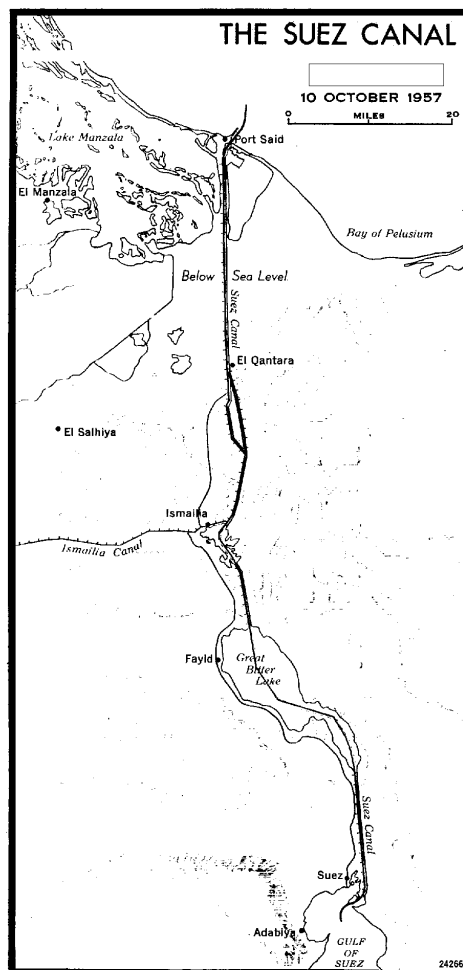 THE SUEZ CANAL
10 OCTOBER 1957
0 MILES 20
Lake Manzala
Port Said
El Manzala
Bay of Pelusium
Below Sea Level
Suez Canal
El Qantara
El Salhiya
Ismailia
Ismailia Canal
Fayid
Great
Bitter
Lake
Suez Canal
Suez
Adabiya
GULF
OF
SUEZ
24266